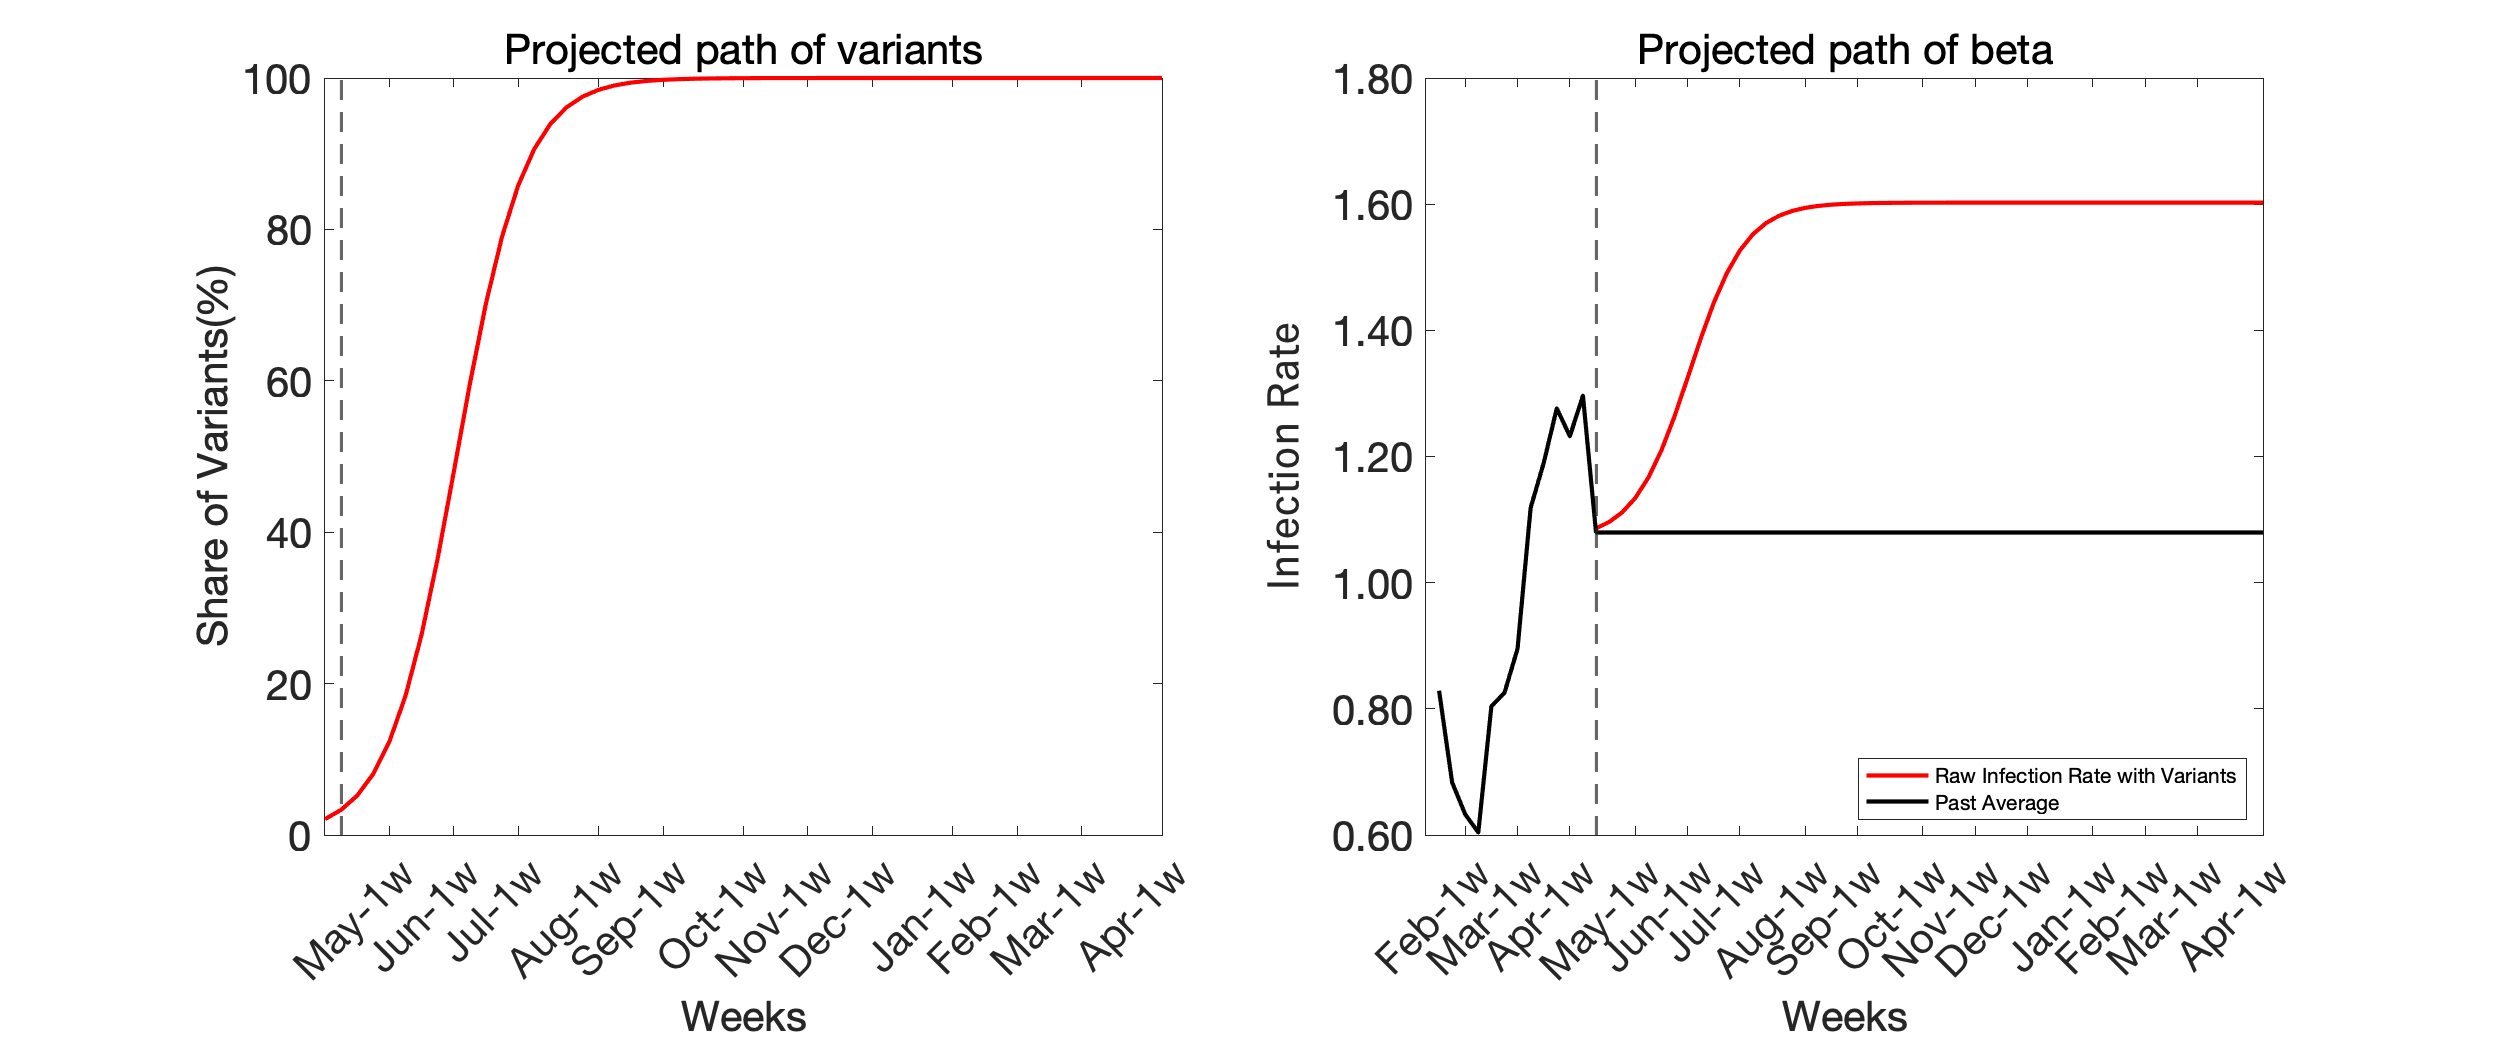 Projected path of variants
100
80
60
40
20
0
Share of Variants(%)
May-1w
Jun-1w
Jul-1w
Aug-1w
Sep-1w
Oct-1w
Nov-1w
Dec-1w
Jan-1w
Feb-1w
Mar-1w
Apr-1w
Weeks
Projected path of beta
1.80
1.60
1.40
1.20
1.00
0.80
0.60
Infection Rate
Raw Infection Rate with Variants
Past Average
Feb-1w
Mar-1w
Apr-1w
May-1w
Jun-1w
Jul-1w
Aug-1w
Sep-1w
Oct-1w
Nov-1w
Dec-1w
Jan-1w
Feb-1w
Mar-1w
Apr-1w
Weeks